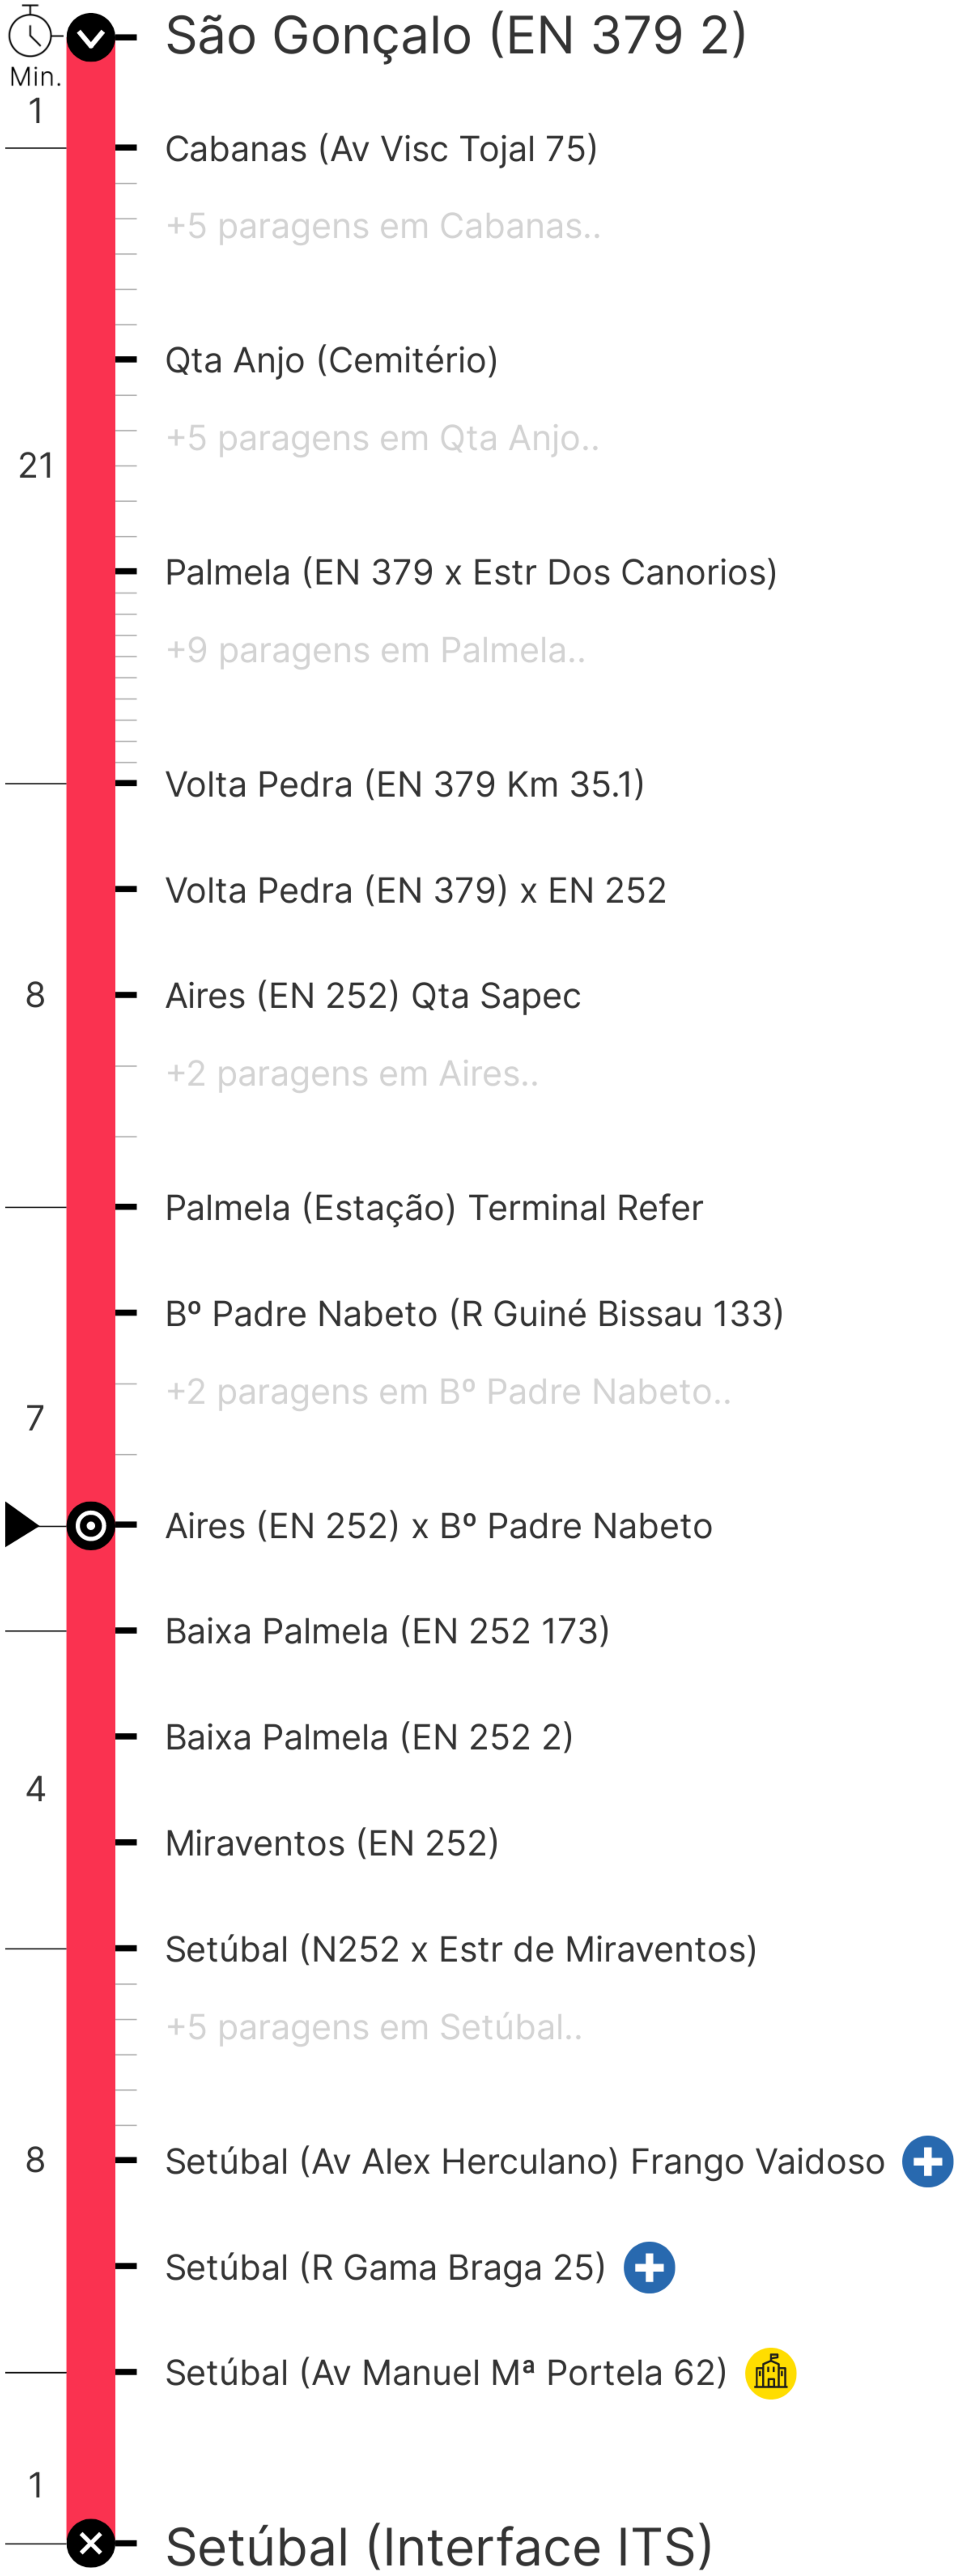 São Gonçalo (EN 379 2)
Min.
1
Cabanas (Av Visc Tojal 75)
+5 paragens em Cabanas..
Qta Anjo (Cemitério)
+5 paragens em Qta Anjo..
21
Palmela (EN 379 x Estr Dos Canorios)
+9 paragens em Palmela..
Volta Pedra (EN 379 Km 35.1)
Volta Pedra (EN 379) x EN 252
8
Aires (EN 252) Qta Sapec
+2 paragens em Aires..
Palmela (Estação) Terminal Refer
Bº Padre Nabeto (R Guiné Bissau 133)
+2 paragens em Bº Padre Nabeto..
7
Aires (EN 252) x Bº Padre Nabeto
Baixa Palmela (EN 252 173)
Baixa Palmela (EN 252 2)
4
Miraventos (EN 252)
Setúbal (N252 x Estr de Miraventos)
+5 paragens em Setúbal..
8
Setúbal (Av Alex Herculano) Frango Vaidoso
Setúbal (R Gama Braga 25)
Setúbal (Av Manuel Mª Portela 62)
1
Setúbal (Interface ITS)